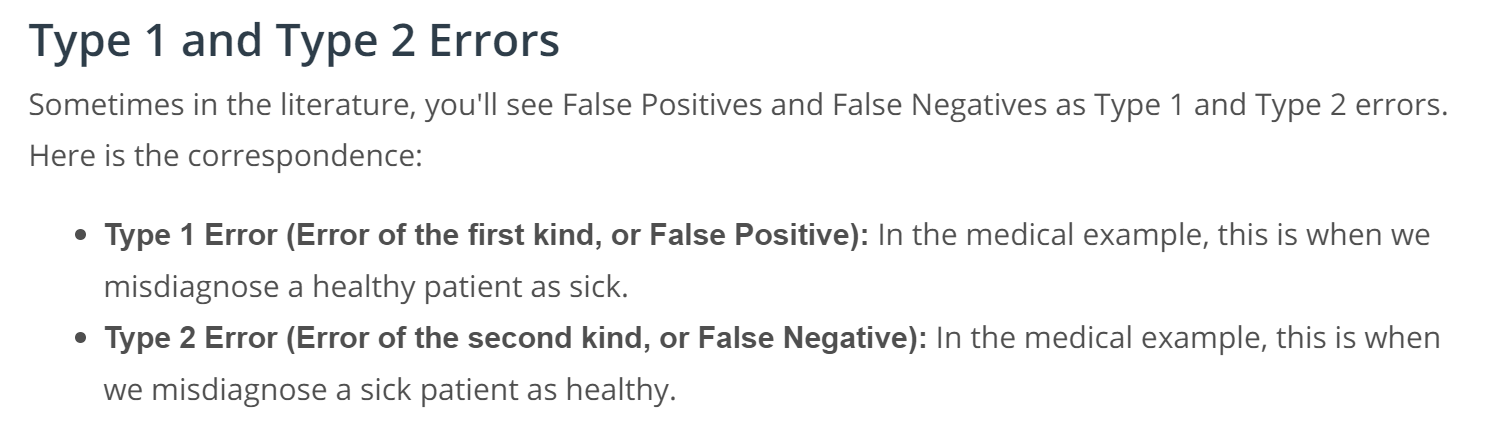 Type 1 and Type 2 Errors
Sometimes in the literature, you'll see False Positives and False Negatives as Type 1 and Type 2 errors.
Here is the correspondence:
• Type 1 Error (Error of the first kind, or False Positive): In the medical example, this is when we
misdiagnose a healthy patient as sick.
• Type 2 Error (Error of the second kind, or False Negative): In the medical example, this is when
we misdiagnose a sick patient as healthy.